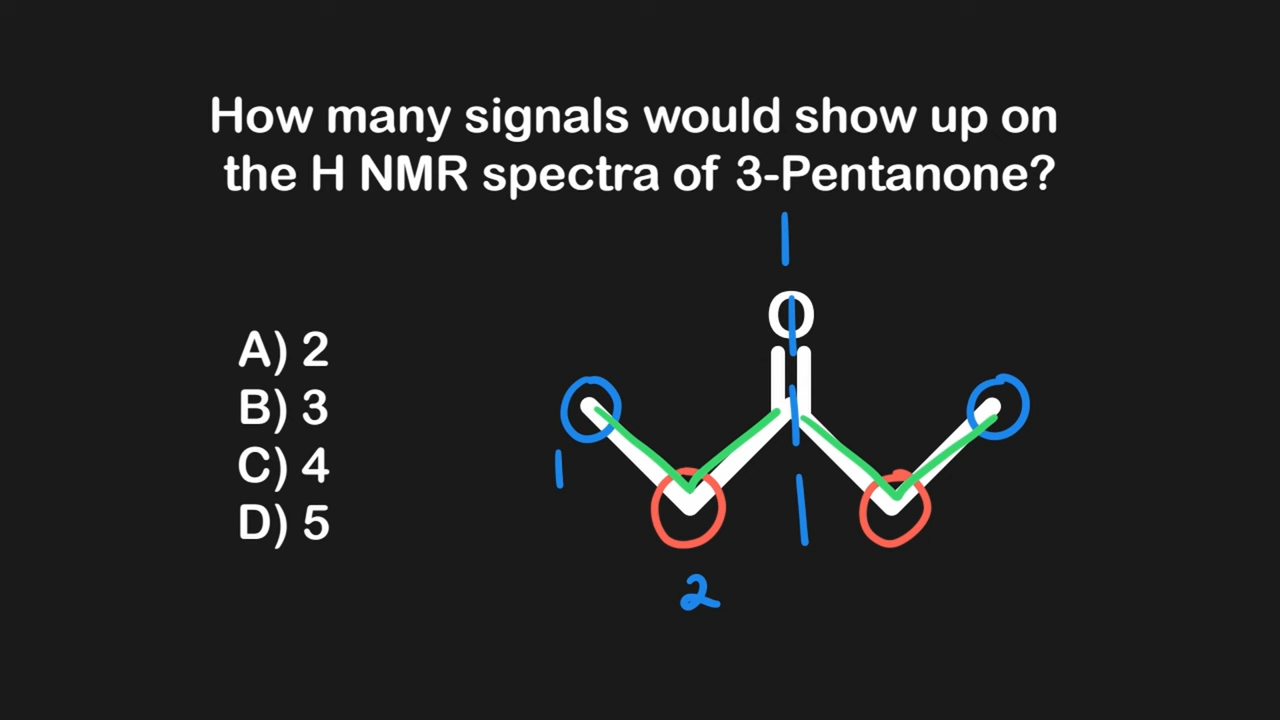 How many signals would show up on
the H NMR spectra of 3-Pentanone?
A) 2
B) 3
C) 4
D) 5
O
1
2